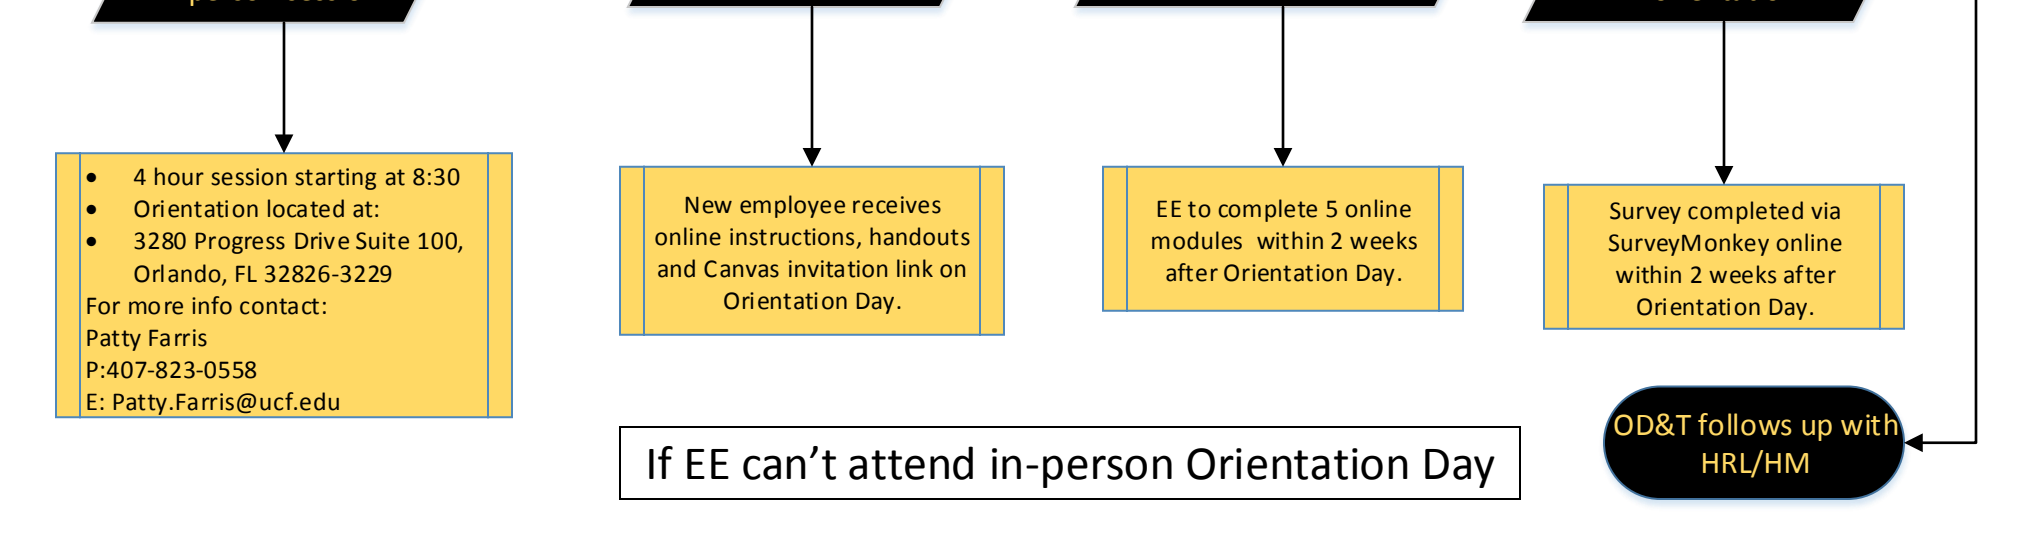 • 4 hour session starting at 8:30
• Orientation located at:
• 3280 Progress Drive Suite 100,
Orlando, FL 32826-3229
For more info contact:
Patty Farris
P:407-823-0558
E: Patty.Farris@ucf.edu
New employee receives
online instructions, handouts
and Canvas invitation link on
Orientation Day.
EE to complete 5 online
modules  within 2 weeks
after Orientation Day.
Survey completed via
SurveyMonkey online
within 2 weeks after
Orientation Day.
OD&T follows up with
HRL/HM
If EE can’t attend in-person Orientation Day